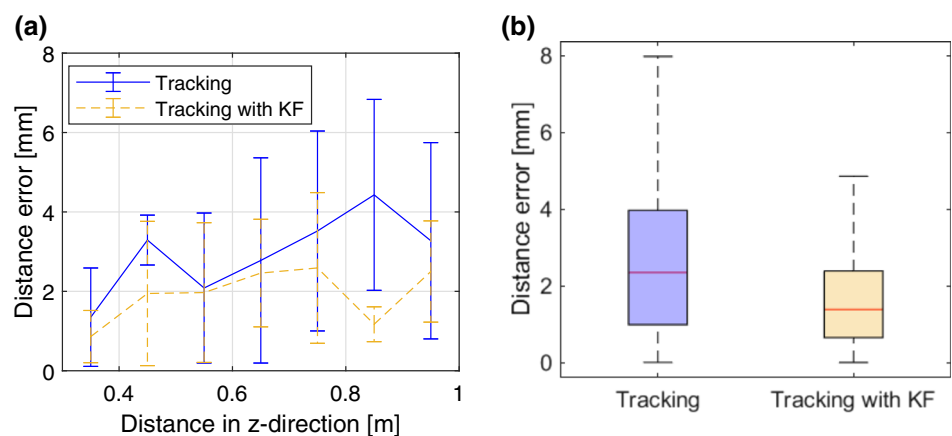 (a)
Distance error [mm]
8
6
4
2
0
Tracking
Tracking with KF
0.4 0.6 0.8 1
Distance in z-direction [m]
(b)
Distance error [mm]
8
6
4
2
0
Tracking Tracking with KF